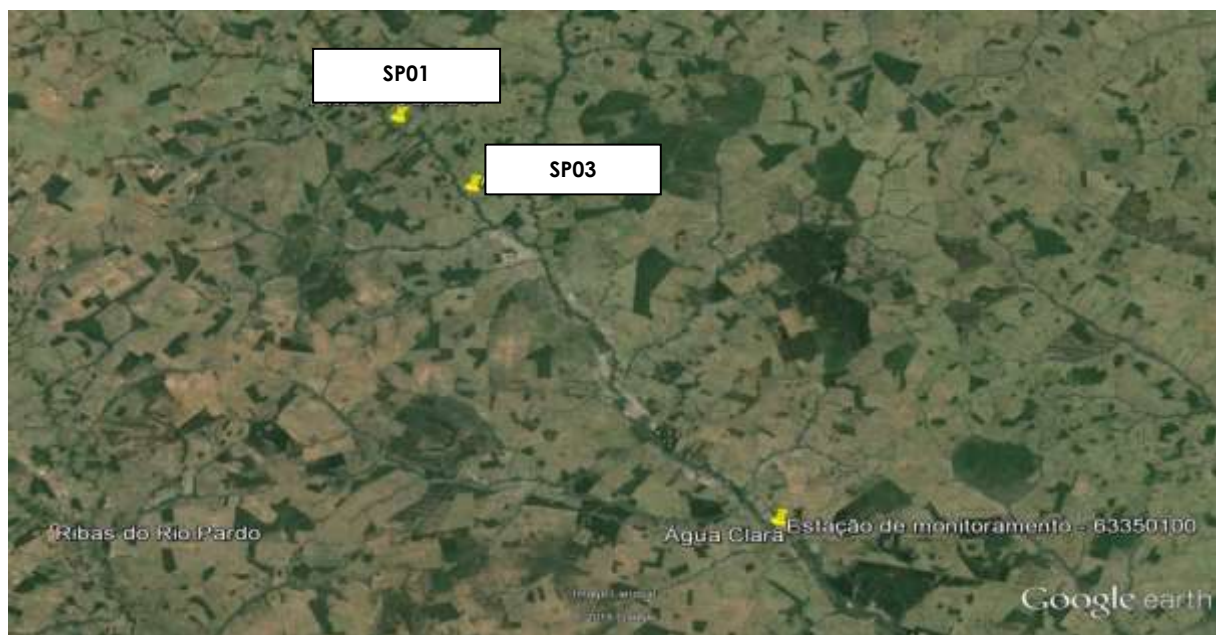 SP01
SP03
Ribas do Rio Pardo
Água Clara
Estação de monitoramento - 63350100
Google earth